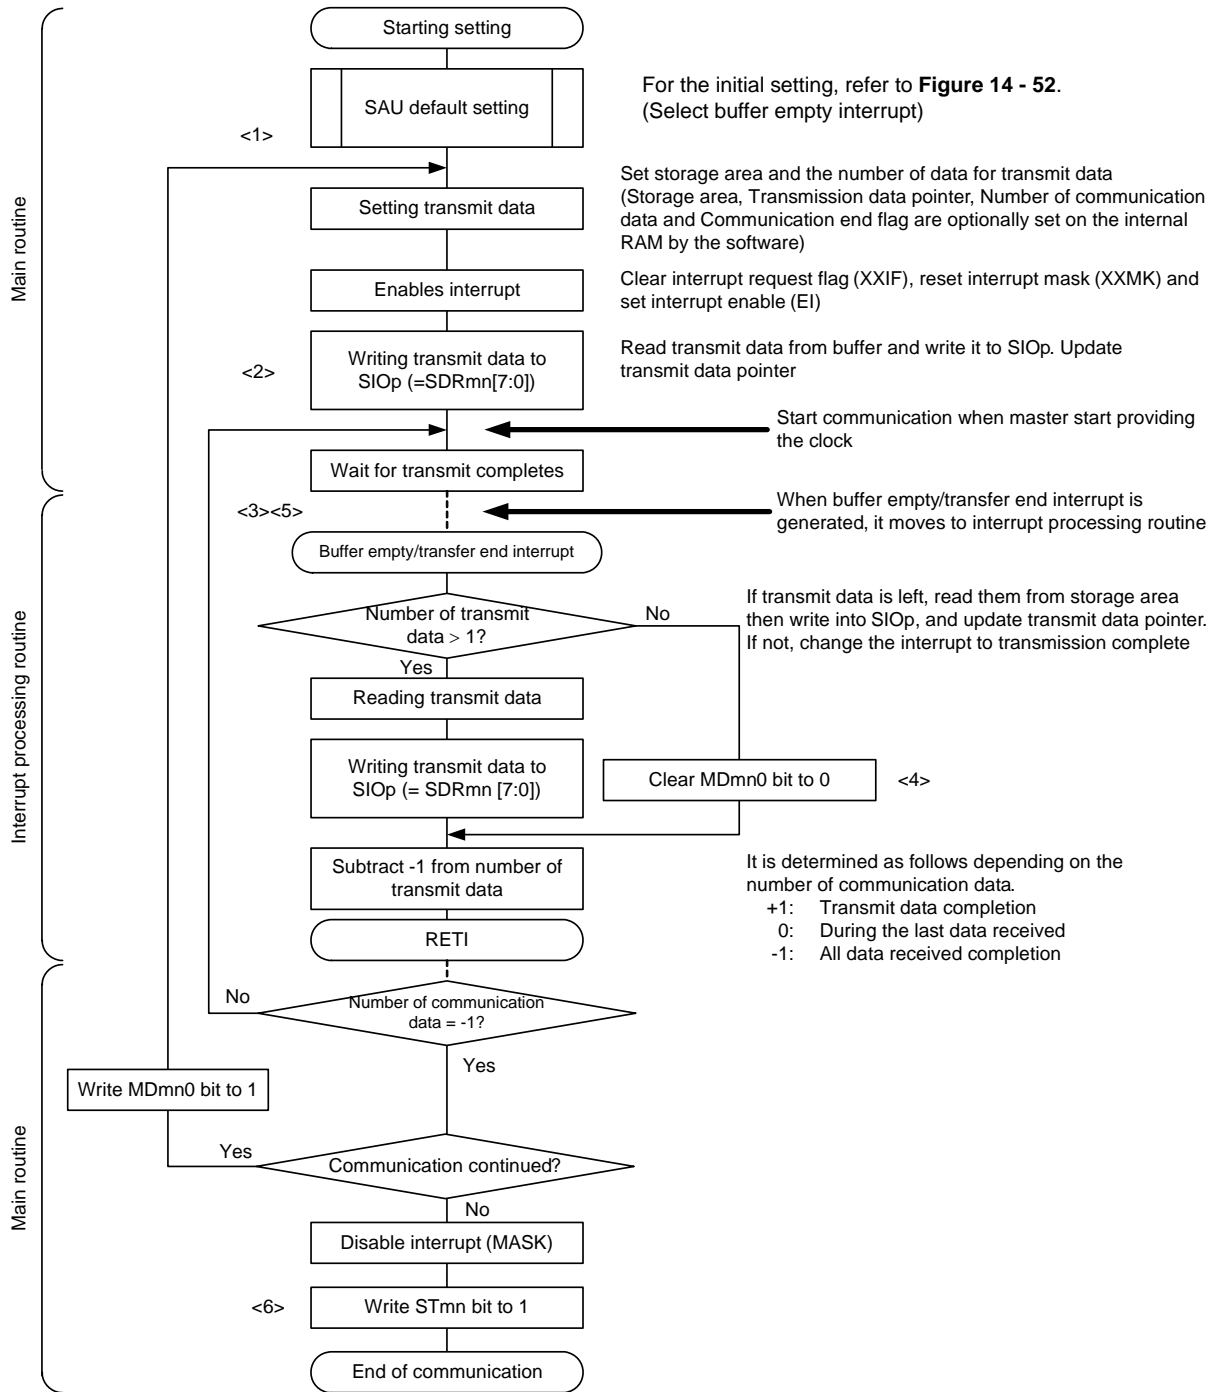 Starting setting
SAU default setting
For the initial setting, refer to Figure 14 - 52.
(Select buffer empty interrupt)
<1>
Setting transmit data
Set storage area and the number of data for transmit data
(Storage area, Transmission data pointer, Number of communication
data and Communication end flag are optionally set on the internal
RAM by the software)
Main routine
Enables interrupt
Clear interrupt request flag (XXIF), reset interrupt mask (XXMK) and
set interrupt enable (EI)
<2>
Writing transmit data to
SIOp (=SDRmn[7:0])
Read transmit data from buffer and write it to SIOp. Update
transmit data pointer
Start communication when master start providing
the clock
Wait for transmit completes
<3><5>
When buffer empty/transfer end interrupt is
generated, it moves to interrupt processing routine
Buffer empty/transfer end interrupt
Number of transmit
data > 1?
No
Yes
If transmit data is left, read them from storage area
then write into SIOp, and update transmit data pointer.
If not, change the interrupt to transmission complete
Interrupt processing routine
Reading transmit data
Writing transmit data to
SIOp (= SDRmn [7:0])
Clear MDmn0 bit to 0
<4>
Subtract -1 from number of
transmit data
It is determined as follows depending on the
number of communication data.
+1: Transmit data completion
0: During the last data received
-1: All data received completion
RETI
No
Number of communication
data = -1?
Yes
Write MDmn0 bit to 1
Main routine
Yes
Communication continued?
No
Disable interrupt (MASK)
<6>
Write STmn bit to 1
End of communication